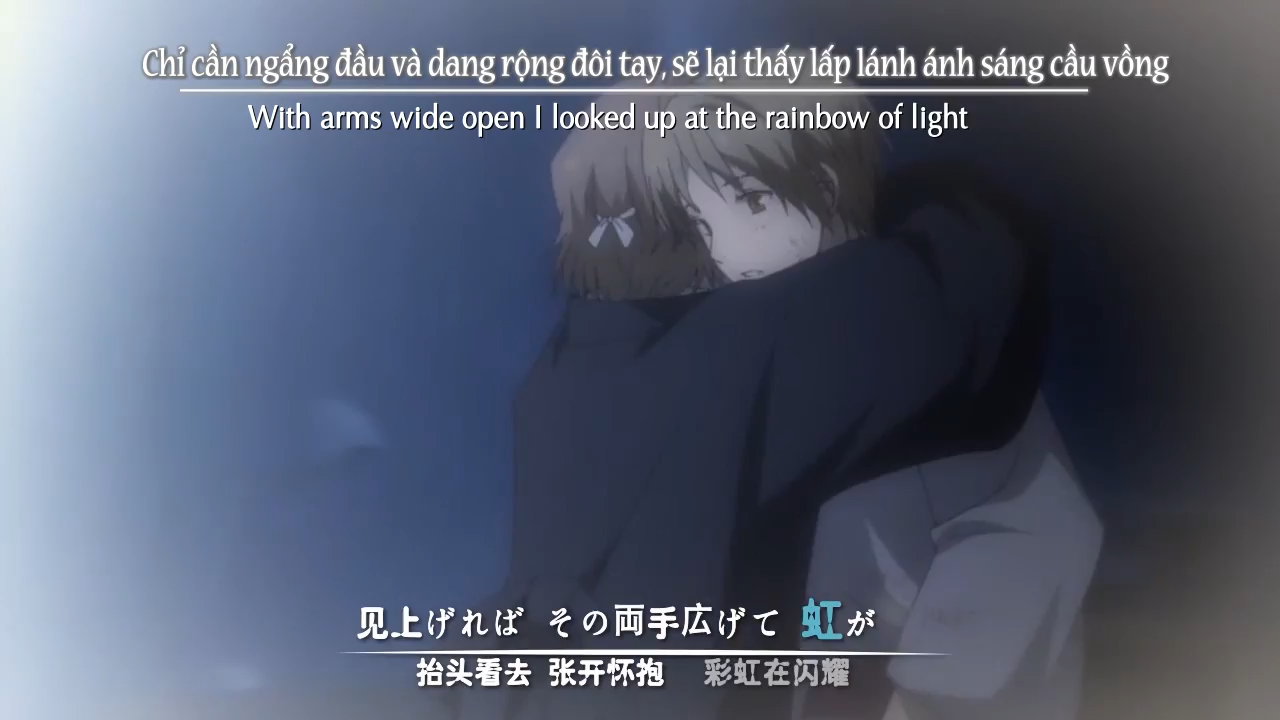 Chỉ cần ngẩng đầu và dang rộng đôi tay, sẽ lại thấy lấp lánh ánh sáng cầu vồng
With arms wide open I looked up at the rainbow of light
见上げれば その両手広げて 虹が
抬头看去 张开怀抱 彩虹在闪耀